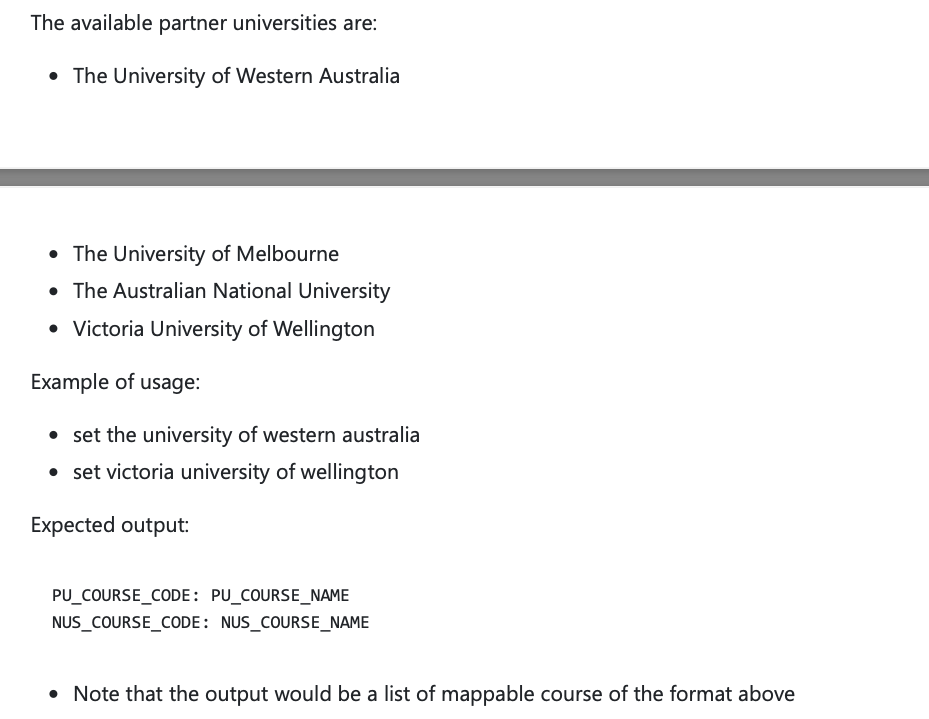 The available partner universities are:
• The University of Western Australia
• The University of Melbourne
• The Australian National University
• Victoria University of Wellington
Example of usage:
• set the university of western australia
• set victoria university of wellington
Expected output:
PU_COURSE_CODE: PU_COURSE_NAME
NUS_COURSE_CODE: NUS_COURSE_NAME
• Note that the output would be a list of mappable course of the format above